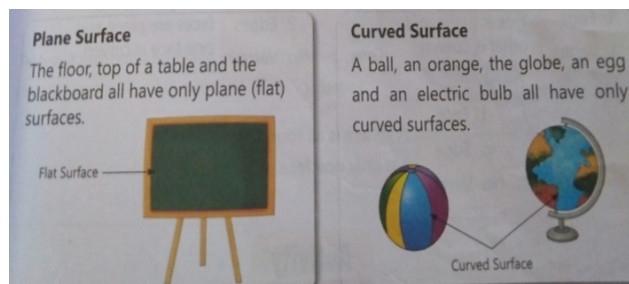 Plane Surface
The floor, top of a table and the
blackboard all have only plane (flat)
surfaces.
Flat Surface
Curved Surface
A ball, an orange, the globe, an egg
and an electric bulb all have only
curved surfaces.
Curved Surface